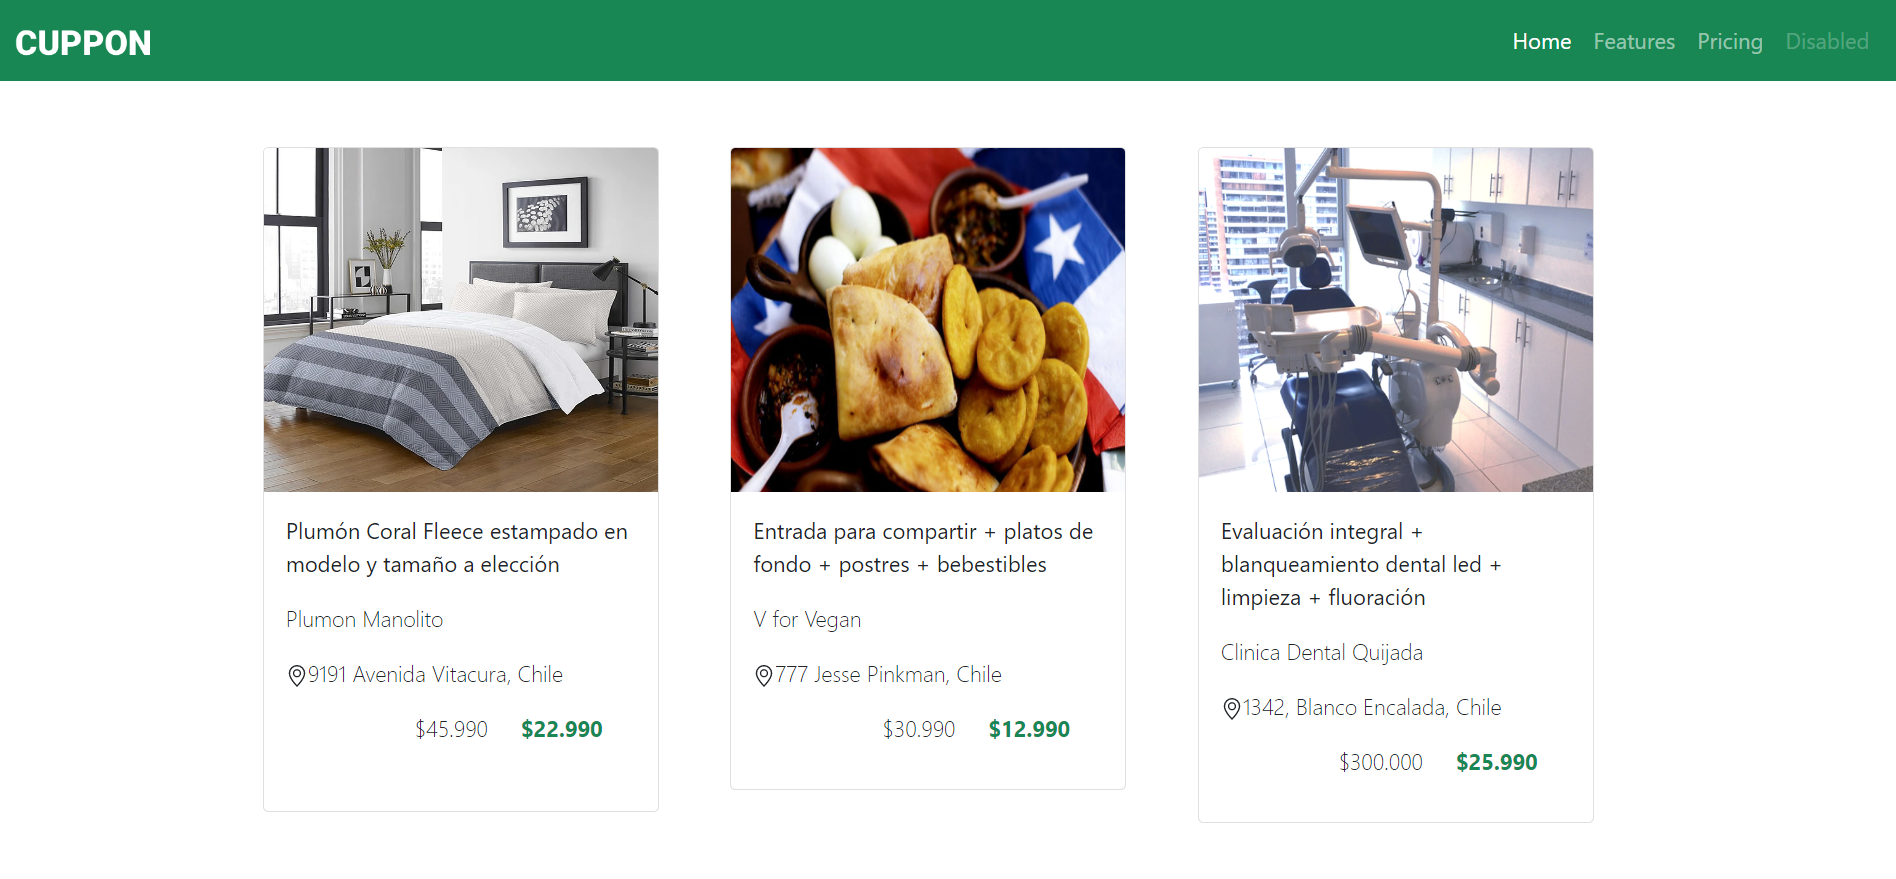 CUPPON
Home Features Pricing Disabled
Plumón Coral Fleece estampado en
modelo y tamaño a elección
Plumon Manolito
9191 Avenida Vitacura, Chile
$45.990 $22.990
Entrada para compartir + platos de
fondo + postres + bebestibles
V for Vegan
777 Jesse Pinkman, Chile
$30.990 $12.990
Evaluación integral +
blanqueamiento dental led +
limpieza + fluoración
Clinica Dental Quijada
1342, Blanco Encalada, Chile
$300.000 $25.990